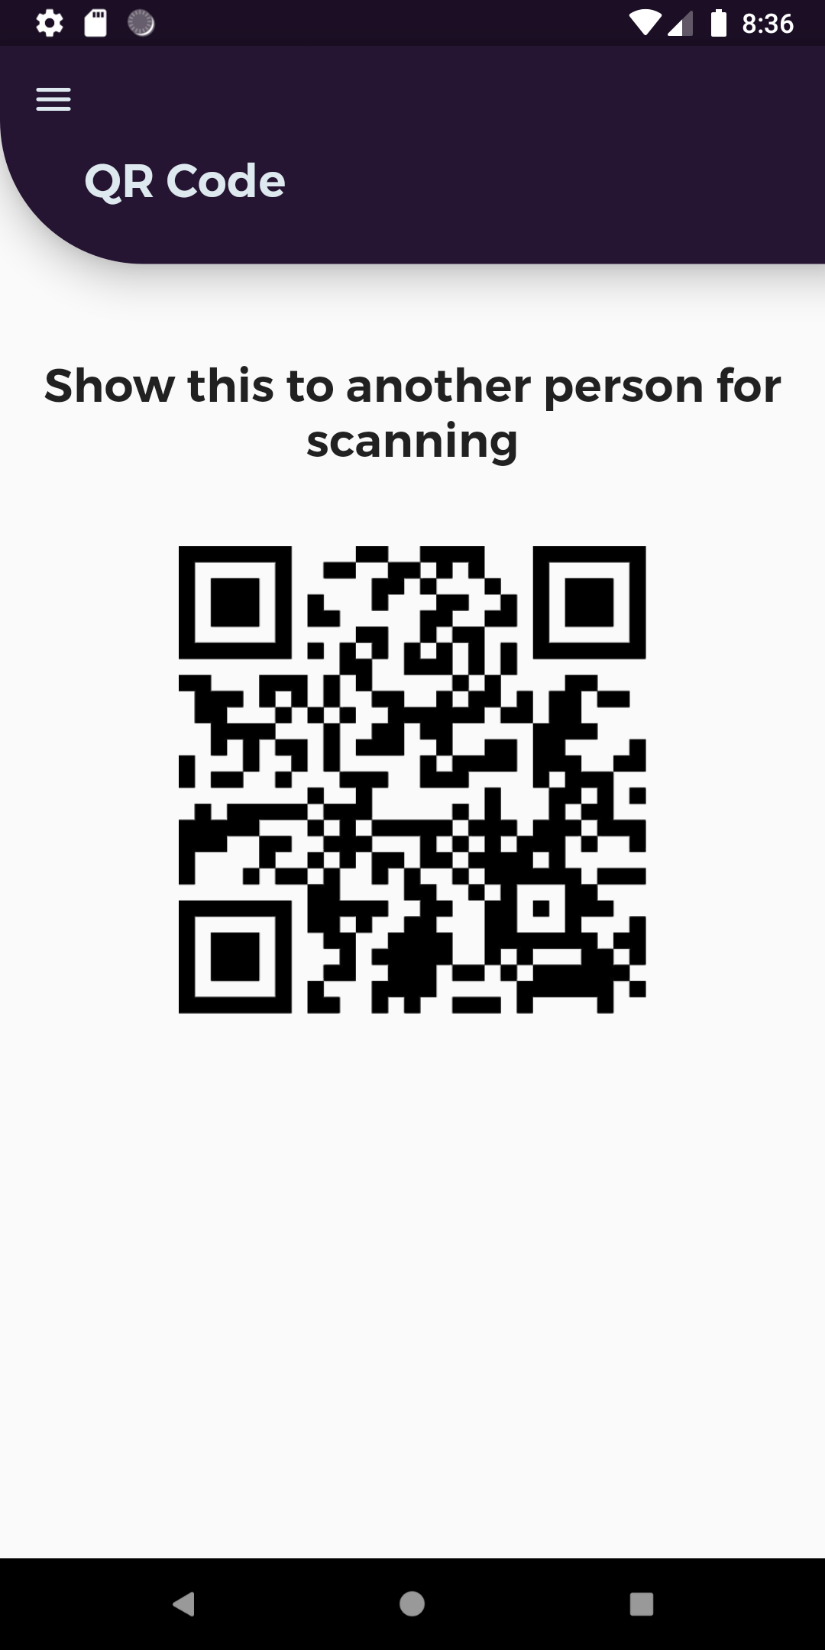 8:36
QR Code
Show this to another person for
scanning